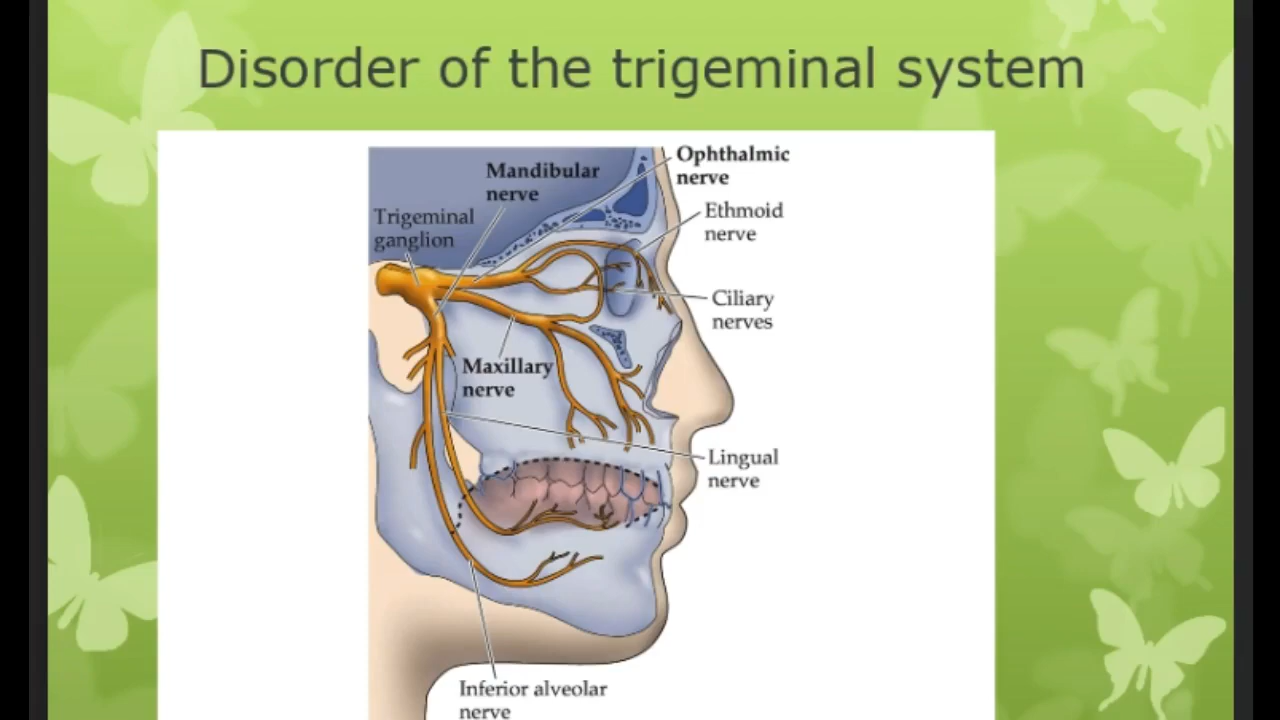 Disorder of the trigeminal system
Ophthalmic
nerve
Mandibular
nerve
Ethmoid
nerve
Trigeminal
ganglion
Ciliary
nerves
Maxillary
nerve
Lingual
nerve
Inferior alveolar
nerve